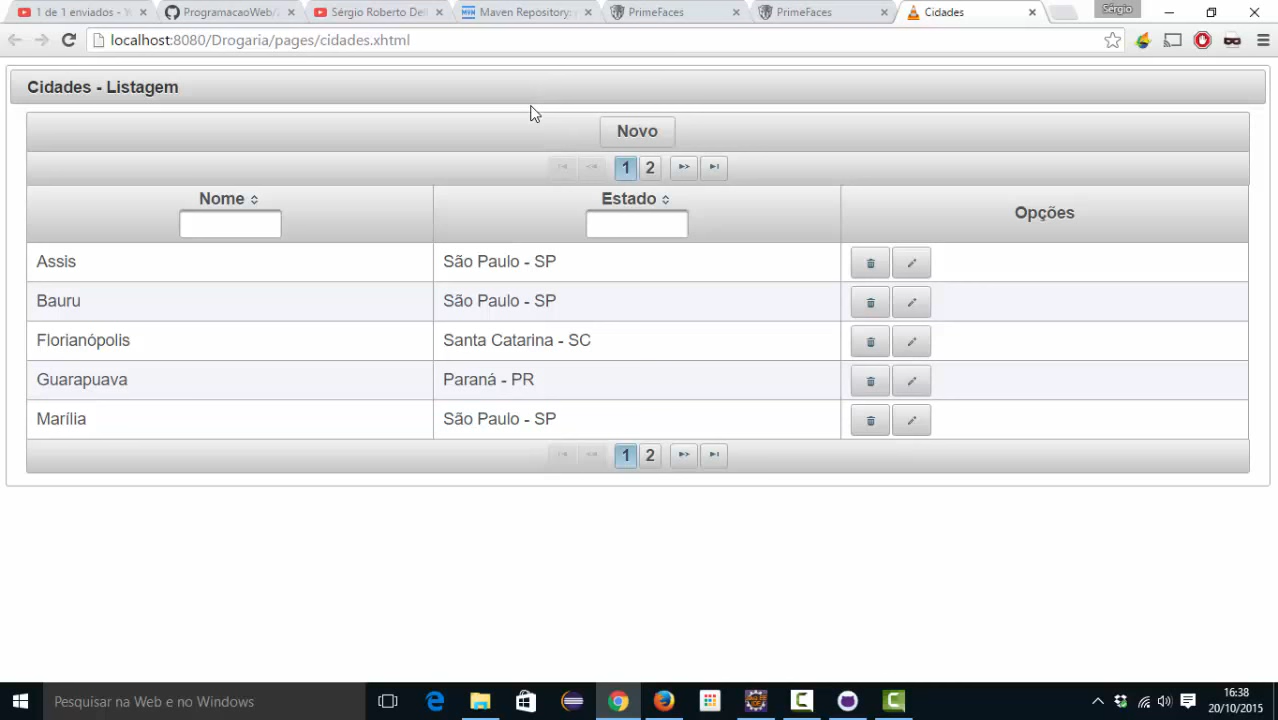 1 de 1 enviados - Y
ProgramacaoWeb/
Sérgio Roberto Del
Maven Repository:
PrimeFaces
PrimeFaces
Cidades
Sérgio
localhost:8080/Drogaria/pages/cidades.xhtml
Cidades - Listagem
Novo
1 2
Nome Estado Opções
Assis São Paulo - SP
Bauru São Paulo - SP
Florianópolis Santa Catarina - SC
Guarapuava Paraná - PR
Marília São Paulo - SP
1 2
Pesquisar na Web e no Windows
16:38
20/10/2015